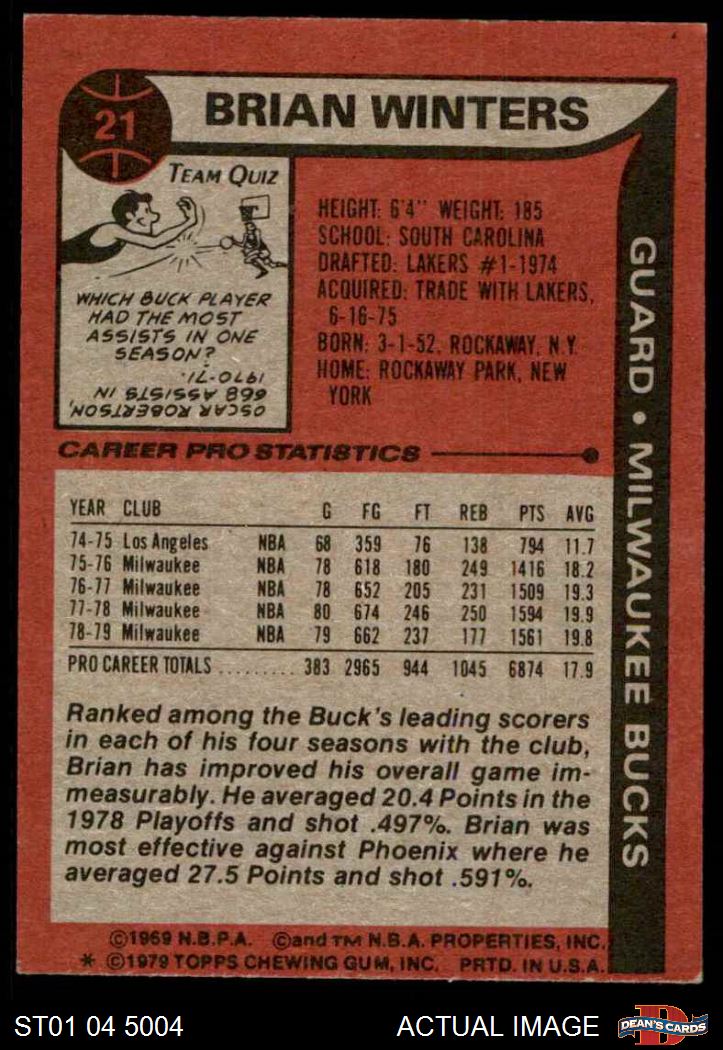 21
BRIAN WINTERS
TEAM QUIZ
WHICH BUCK PLAYER
HAD THE MOST
ASSISTS IN ONE
SEASON?
OSCAR ROBERTSON,
668 ASSISTS IN
1970-71.
HEIGHT: 6'4" WEIGHT: 185
SCHOOL: SOUTH CAROLINA
DRAFTED: LAKERS #1-1974
ACQUIRED: TRADE WITH LAKERS,
6-16-75
BORN: 3-1-52, ROCKAWAY, N.Y.
HOME: ROCKAWAY PARK, NEW
YORK
GUARD • MILWAUKEE BUCKS
CAREER PRO STATISTICS
YEAR CLUB G FG FT REB PTS AVG
74-75 Los Angeles NBA 68 359 76 138 794 11.7
75-76 Milwaukee NBA 78 618 180 249 1416 18.2
76-77 Milwaukee NBA 78 652 205 231 1509 19.3
77-78 Milwaukee NBA 80 674 246 250 1594 19.9
78-79 Milwaukee NBA 79 662 237 177 1561 19.8
PRO CAREER TOTALS ......... 383 2965 944 1045 6874 17.9
Ranked among the Buck's leading scorers
in each of his four seasons with the club,
Brian has improved his overall game im-
measurably. He averaged 20.4 Points in the
1978 Playoffs and shot .497%. Brian was
most effective against Phoenix where he
averaged 27.5 Points and shot .591%.
©1969 N.B.P.A. ©and TM N.B.A. PROPERTIES, INC.
* ©1979 TOPPS CHEWING GUM, INC. PRTD. IN U.S.A.
ST01 04 5004
ACTUAL IMAGE
D
DEAN'S CARDS